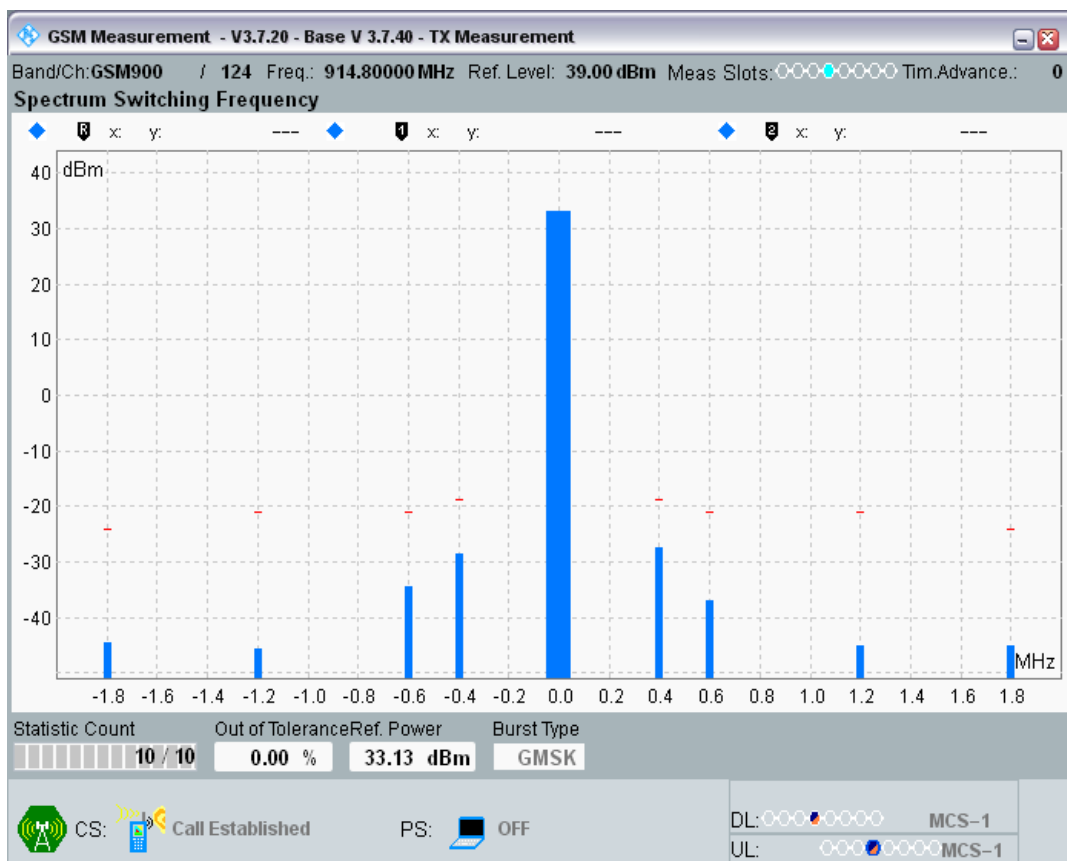 GSM Measurement - V3.7.20 - Base V 3.7.40 - TX Measurement
Band/Ch:GSM900 / 124 Freq.: 914.80000 MHz Ref. Level: 39.00 dBm Meas Slots: Tim.Advance.: 0
Spectrum Switching Frequency
R x: y: --- 1 x: y: --- 2 x: y: ---
dBm
40
30
20
10
0
-10
-20
-30
-40
MHz
-1.8 -1.6 -1.4 -1.2 -1.0 -0.8 -0.6 -0.4 -0.2 0.0 0.2 0.4 0.6 0.8 1.0 1.2 1.4 1.6 1.8
Statistic Count Out of Tolerance Ref. Power Burst Type
10 / 10 0.00 % 33.13 dBm GMSK
CS: Call Established PS: OFF
DL: MCS-1
UL: MCS-1